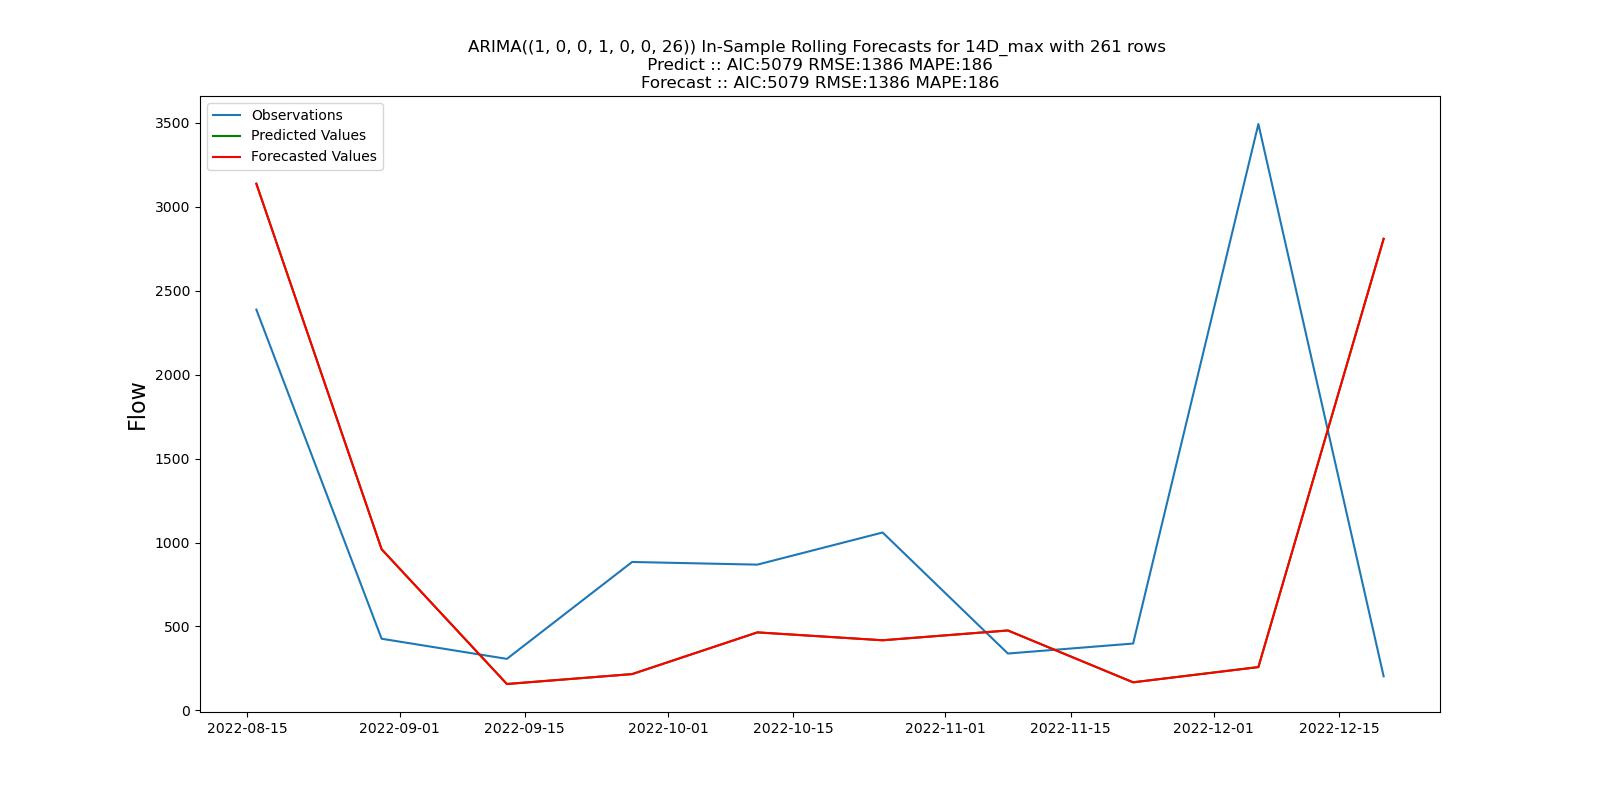 ARIMA((1, 0, 0, 1, 0, 0, 26)) In-Sample Rolling Forecasts for 14D_max with 261 rows
Predict :: AIC:5079 RMSE:1386 MAPE:186
Forecast :: AIC:5079 RMSE:1386 MAPE:186
Observations
Predicted Values
Forecasted Values
3500
3000
2500
2000
1500
1000
500
0
Flow
2022-08-15 2022-09-01 2022-09-15 2022-10-01 2022-10-15 2022-11-01 2022-11-15 2022-12-01 2022-12-15